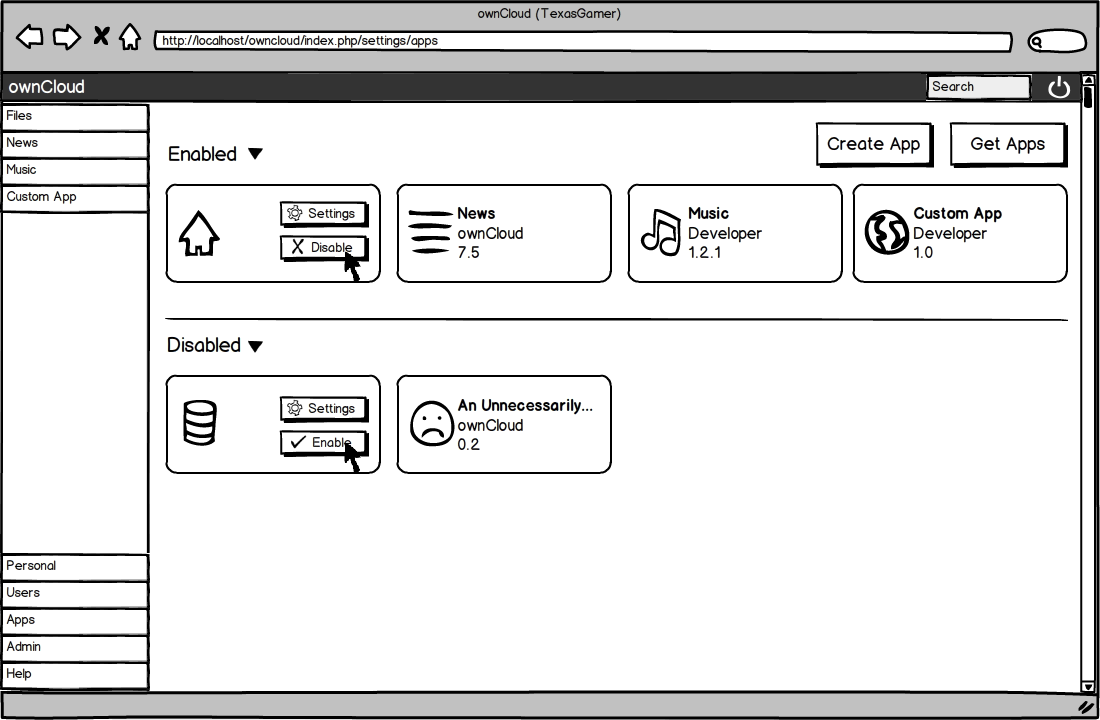 ownCloud (TexasGamer)
http://localhost/owncloud/index.php/settings/apps
ownCloud
Search
Files
News
Music
Custom App
Personal
Users
Apps
Admin
Help
Create App
Get Apps
Enabled
Settings
Disable
News
ownCloud
7.5
Music
Developer
1.2.1
Custom App
Developer
1.0
Disabled
Settings
Enable
An Unnecessarily...
ownCloud
0.2